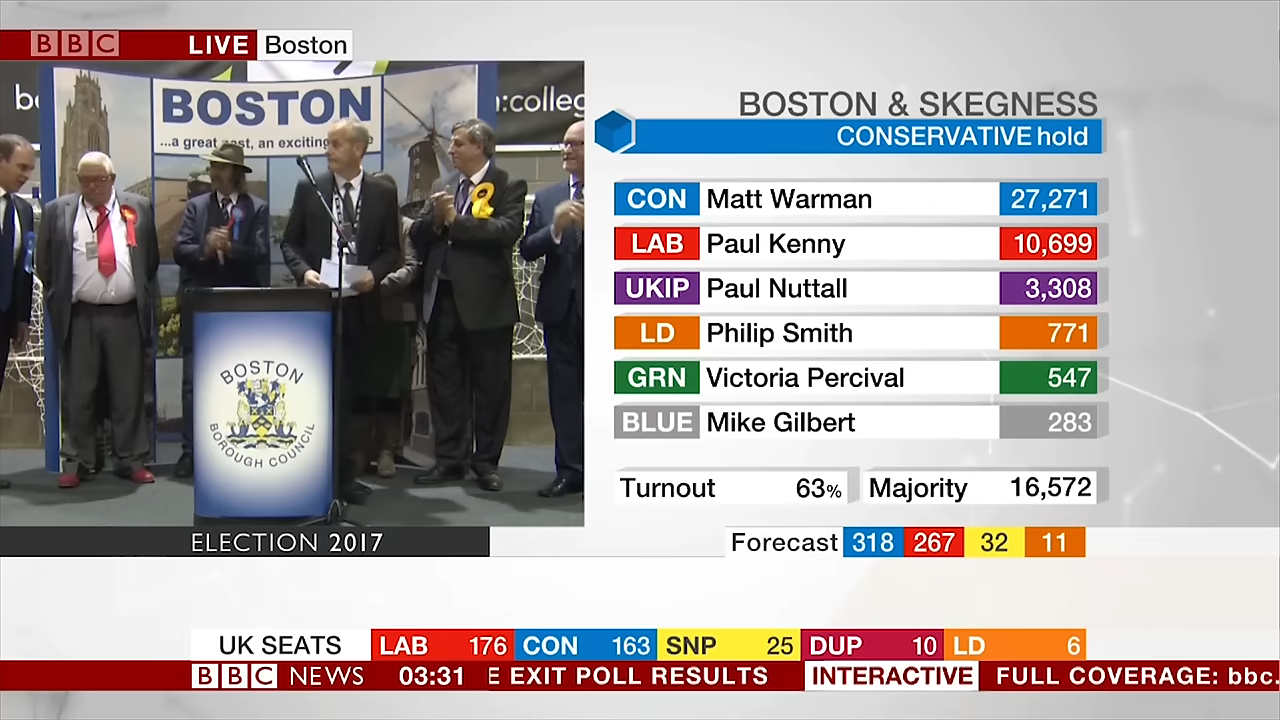 BBC LIVE Boston
BOSTON
...a great past, an exciting
n:colleg
BOSTON
BOROUGH COUNCIL
BOSTON & SKEGNESS
CONSERVATIVE hold
CON Matt Warman 27,271
LAB Paul Kenny 10,699
UKIP Paul Nuttall 3,308
LD Philip Smith 771
GRN Victoria Percival 547
BLUE Mike Gilbert 283
Turnout 63% Majority 16,572
ELECTION 2017
Forecast 318 267 32 11
UK SEATS LAB 176 CON 163 SNP 25 DUP 10 LD 6
BBC NEWS 03:31 E EXIT POLL RESULTS INTERACTIVE FULL COVERAGE: bbc.